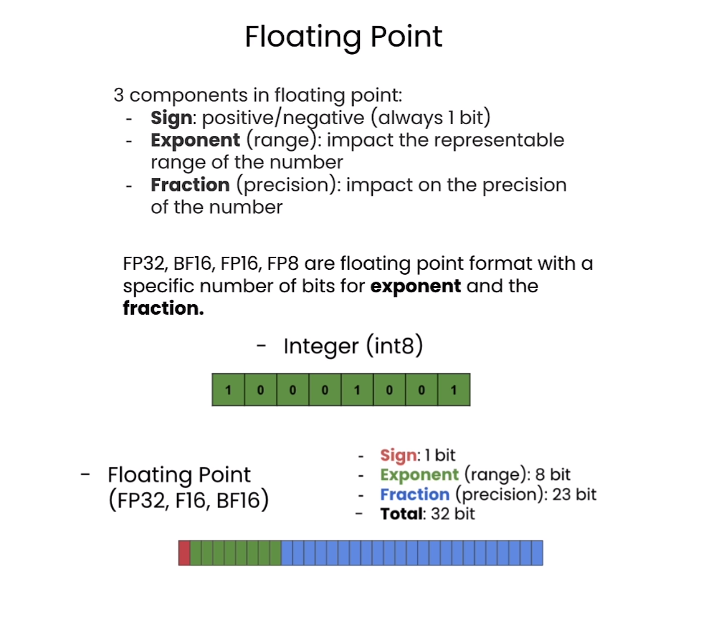 Floating Point
3 components in floating point:
- Sign: positive/negative (always 1 bit)
- Exponent (range): impact the representable
range of the number
- Fraction (precision): impact on the precision
of the number
FP32, BF16, FP16, FP8 are floating point format with a
specific number of bits for exponent and the
fraction.
- Integer (int8)
1 0 0 0 1 0 0 1
- Floating Point
(FP32, F16, BF16)
- Sign: 1 bit
- Exponent (range): 8 bit
- Fraction (precision): 23 bit
- Total: 32 bit